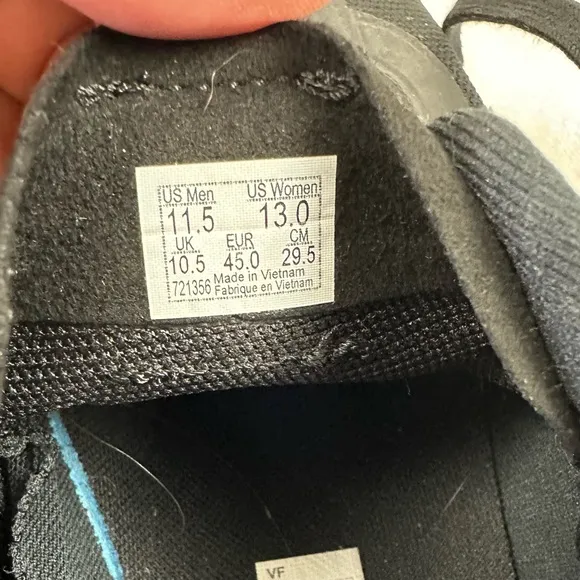 US Men US Women
11.5 13.0
UK EUR CM
10.5 45.0 29.5
721356 Made in Vietnam
Fabrique en Vietnam
VF